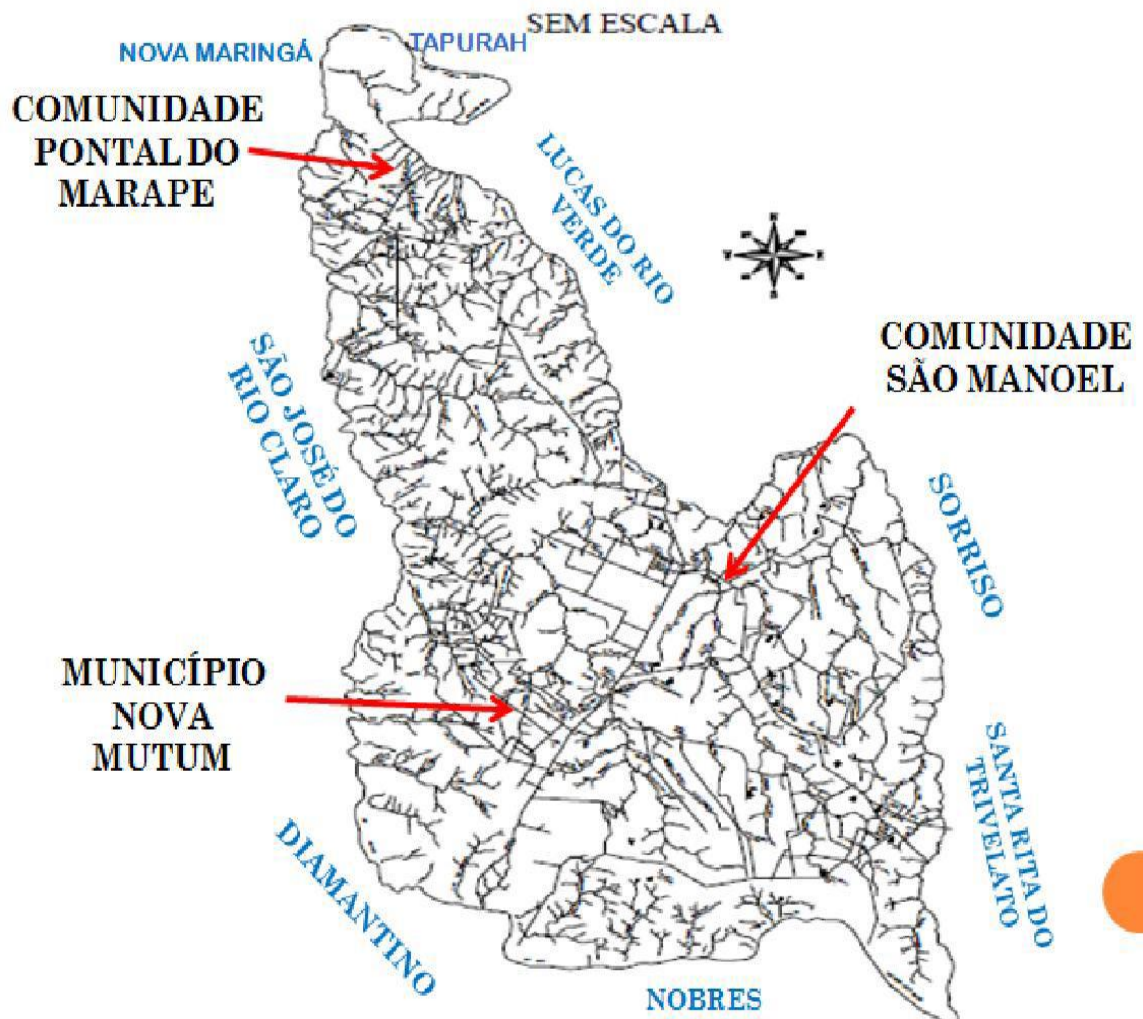 SEM ESCALA
NOVA MARINGÁ
TAPURAH
COMUNIDADE
PONTAL DO
MARAPE
LUCAS DO RIO
VERDE
COMUNIDADE
SÃO MANOEL
SÃO JOSÉ DO
RIO CLARO
SORRISO
MUNICÍPIO
NOVA
MUTUM
SANTA RITA DO
TRIVELATO
DIAMANTINO
NOBRES